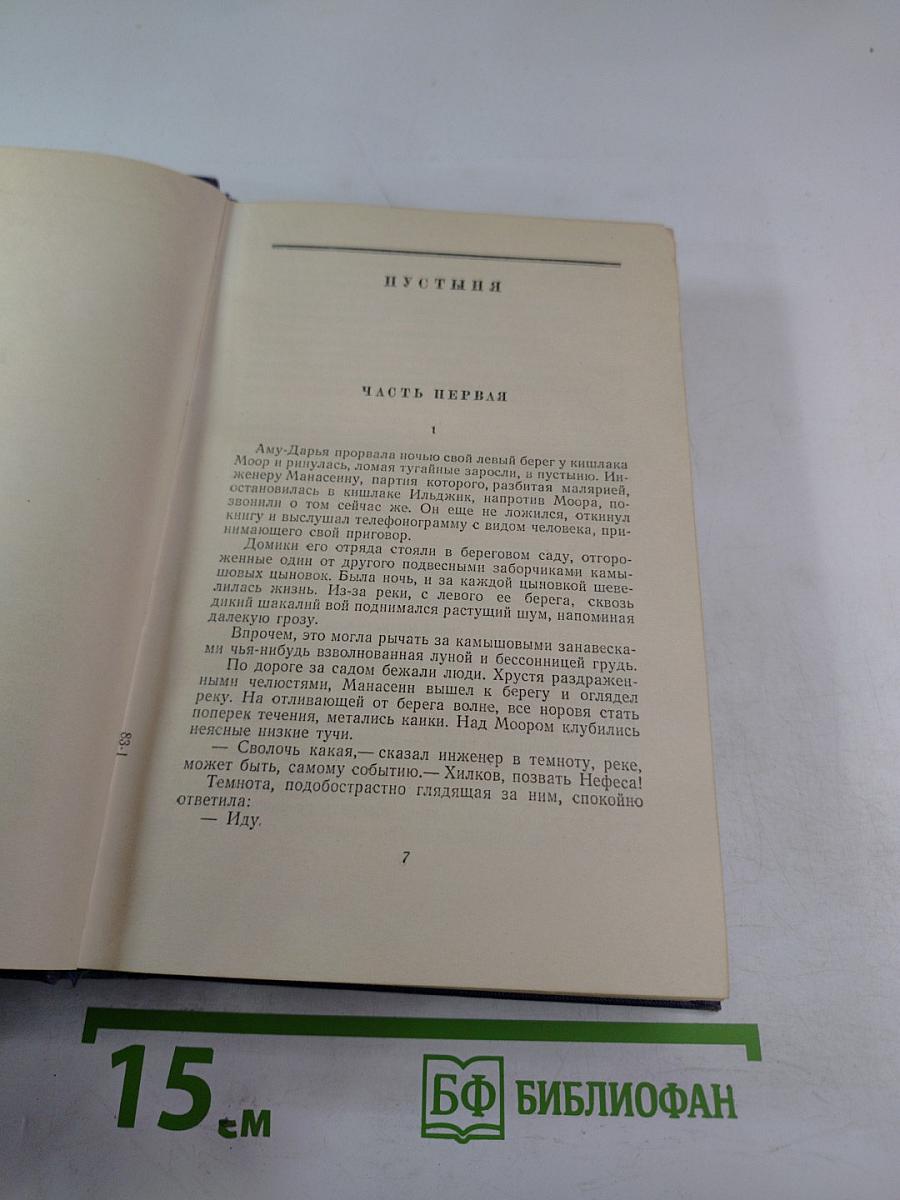 ПУСТЫНЯ
ЧАСТЬ ПЕРВАЯ
1
Аму-Дарья прорвала ночью свой левый берег у кишлака
Моор и ринулась, ломая тугайные заросли, в пустыню. Ин-
женеру Манасеину, партия которого, разбитая малярией,
остановилась в кишлаке Ильджик, напротив Моора, по-
звонили о том сейчас же. Он еще не ложился, откинул
книгу и выслушал телефонограмму с видом человека, при-
нимающего свой приговор.
Домики его отряда стояли в береговом саду, отгоро-
женные один от другого подвесными заборчиками камы-
шовых цыновок. Была ночь, и за каждой цыновкой шеве-
лилась жизнь. Из-за реки, с левого ее берега, сквозь
дикий шакалий вой поднимался растущий шум, напоминая
далекую грозу.
Впрочем, это могла рычать за камышовыми занавеска-
ми чья-нибудь взволнованная луной и бессонницей грудь.
По дороге за садом бежали люди. Хрустя раздражен-
ными челюстями, Манасеин вышел к берегу и оглядел
реку. На отливающей от берега волне, все норовя стать
поперек течения, метались каики. Над Моором клубились
неясные низкие тучи.
— Сволочь какая,— сказал инженер в темноту, реке,
может быть, самому событию.— Хилков, позвать Нефеса!
Темнота, подобострастно глядящая за ним, спокойно
ответила:
— Иду.
7
83-1
15 см
БФ БИБЛИОФАН